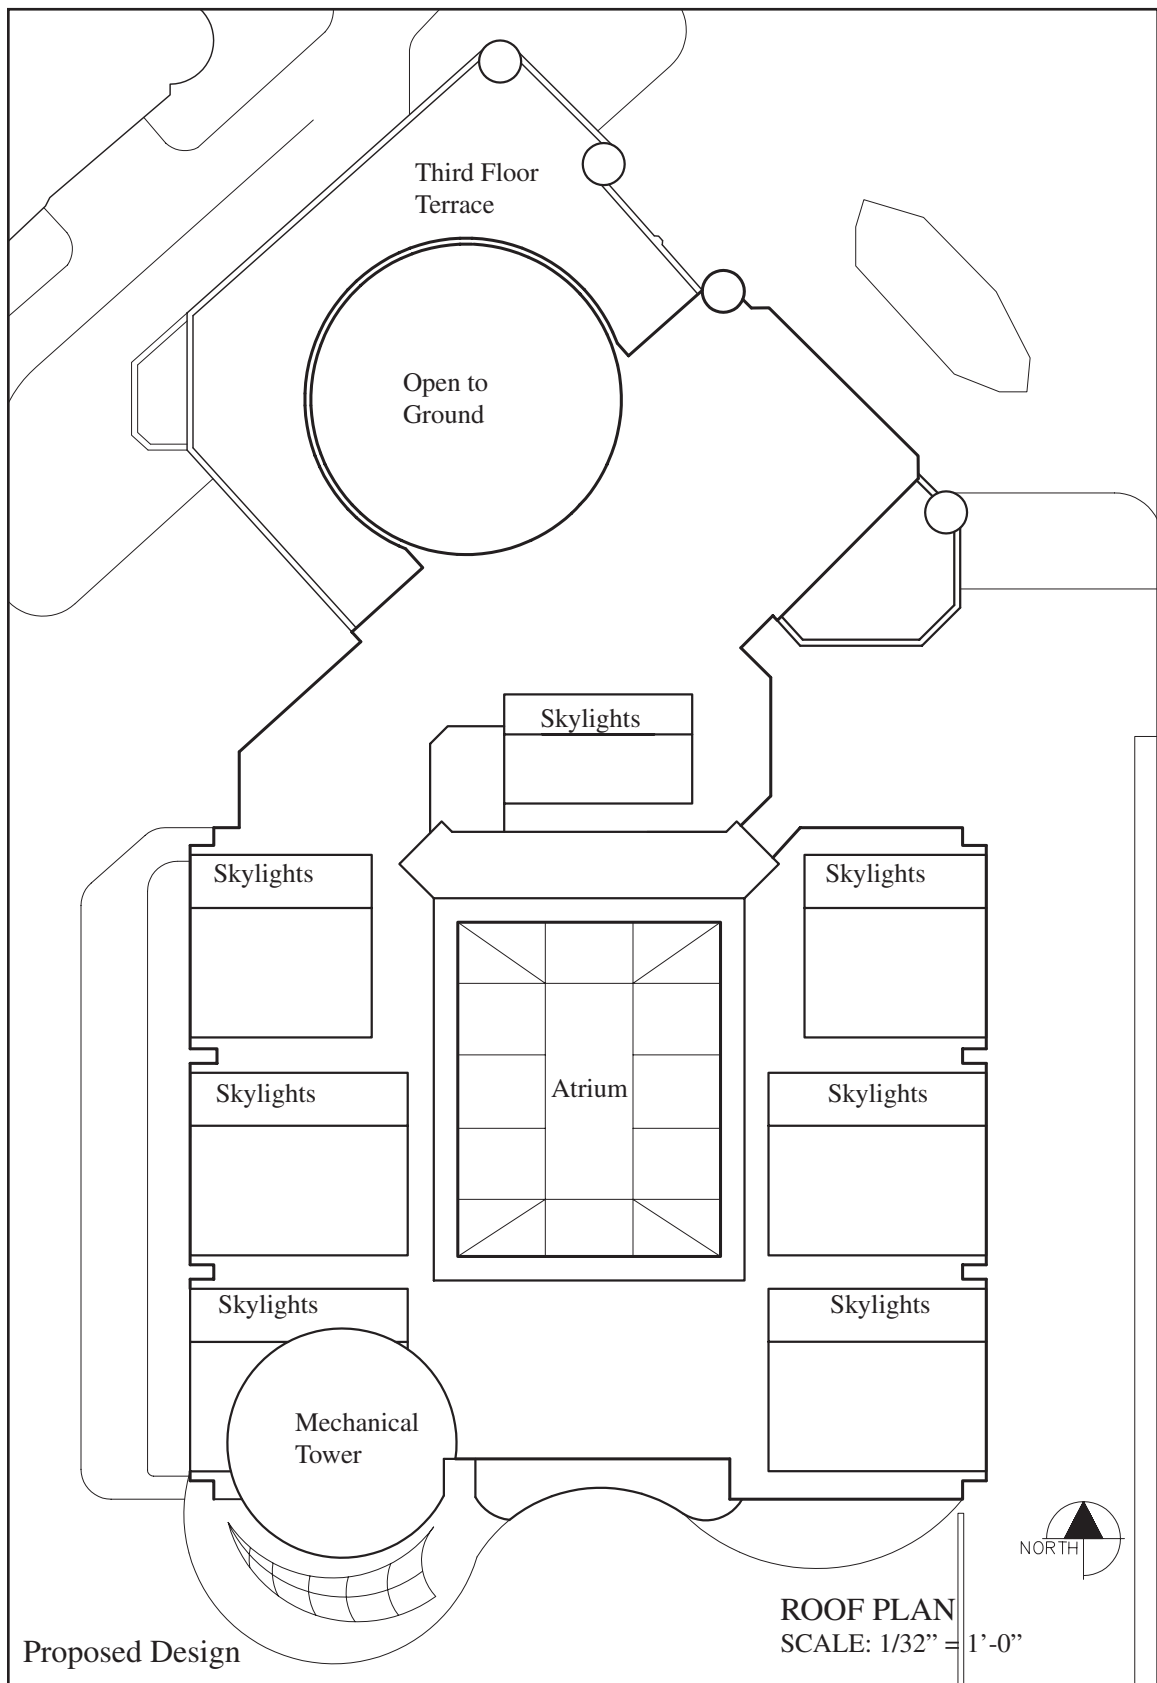 Third Floor
Terrace
Open to
Ground
Skylights
Skylights
Skylights
Skylights
Atrium
Skylights
Skylights
Skylights
Mechanical
Tower
NORTH
ROOF PLAN
SCALE: 1/32” = 1’-0”
Proposed Design